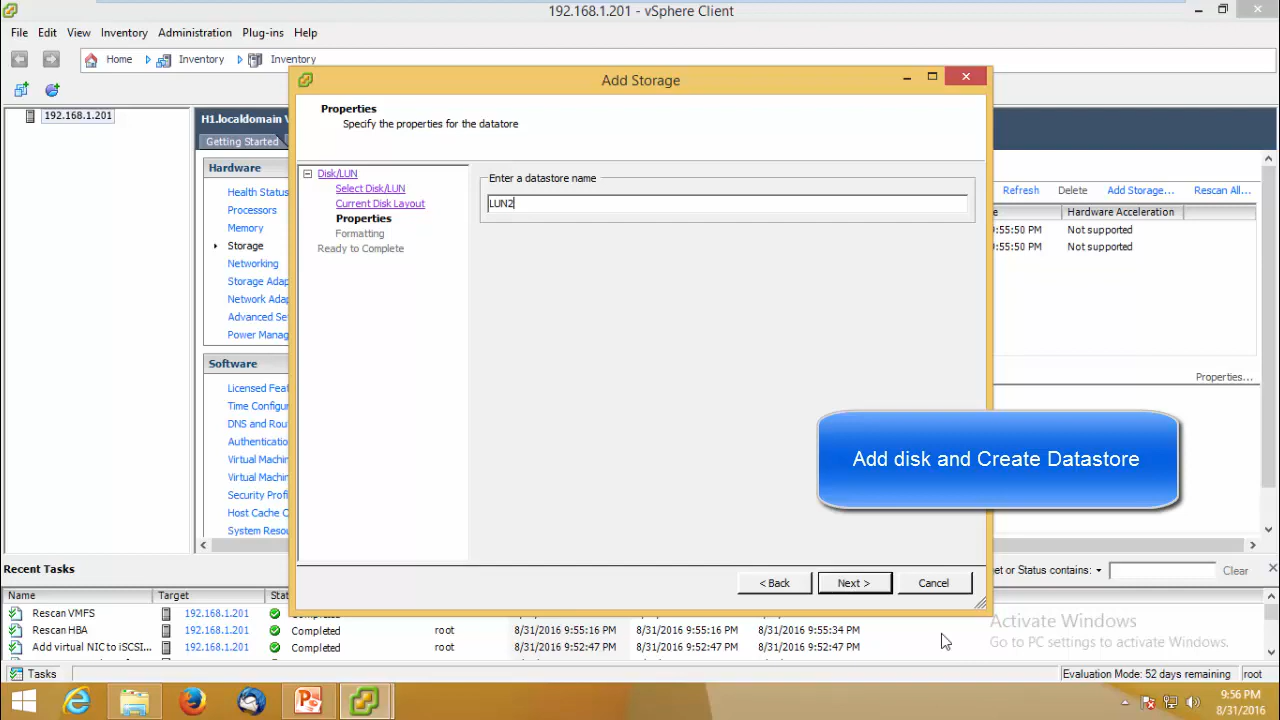 192.168.1.201 - vSphere Client
File Edit View Inventory Administration Plug-ins Help
Home Inventory Inventory
192.168.1.201
H1.localdomain
Getting Started
Hardware
Health Status
Processors
Memory
Storage
Networking
Storage Adap
Network Adap
Advanced Se
Power Manag
Software
Licensed Feat
Time Configur
DNS and Rou
Authenticatio
Virtual Machin
Virtual Machin
Security Profi
Host Cache C
System Resou
Add Storage
Properties
Specify the properties for the datatore
Disk/LUN
Select Disk/LUN
Current Disk Layout
Properties
Formatting
Ready to Complete
Enter a datastore name
LUN2
< Back Next > Cancel
Refresh Delete Add Storage... Rescan All...
Hardware Acceleration
:55:50 PM Not supported
:55:50 PM Not supported
Properties...
Add disk and Create Datastore
Recent Tasks
et or Status contains: Clear
Name Target Stat
Rescan VMFS 192.168.1.201 Completed
Rescan HBA 192.168.1.201 Completed root 8/31/2016 9:55:16 PM 8/31/2016 9:55:16 PM 8/31/2016 9:55:34 PM
Add virtual NIC to iSCSI... 192.168.1.201 Completed root 8/31/2016 9:52:47 PM 8/31/2016 9:52:47 PM 8/31/2016 9:52:47 PM
Activate Windows
Go to PC settings to activate Windows.
Tasks
Evaluation Mode: 52 days remaining root
9:56 PM
8/31/2016